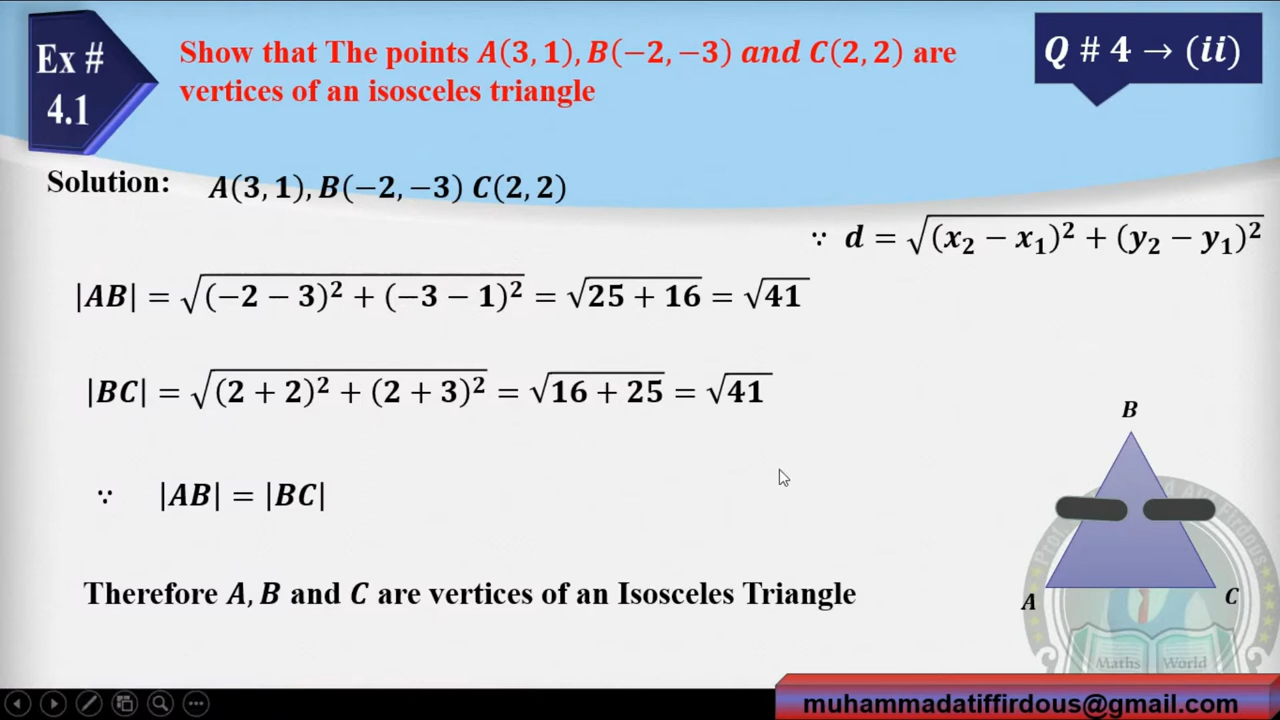 Ex #
4.1
Show that The points A(3, 1), B(−2, −3) and C(2, 2) are
vertices of an isosceles triangle
Q # 4 → (ii)
Solution: A(3, 1), B(−2, −3) C(2, 2)
∵ d = √(x₂ − x₁)² + (y₂ − y₁)²
|AB| = √(−2 − 3)² + (−3 − 1)² = √25 + 16 = √41
|BC| = √(2 + 2)² + (2 + 3)² = √16 + 25 = √41
∵ |AB| = |BC|
Therefore A, B and C are vertices of an Isosceles Triangle
B
A
C
Maths World
muhammadatiffirdous@gmail.com